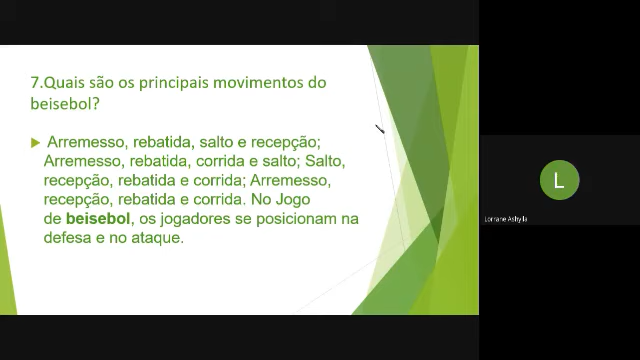 7.Quais são os principais movimentos do
beisebol?
Arremesso, rebatida, salto e recepção;
Arremesso, rebatida, corrida e salto; Salto,
recepção, rebatida e corrida; Arremesso,
recepção, rebatida e corrida. No Jogo
de beisebol, os jogadores se posicionam na
defesa e no ataque.
L
Lorrane Ashylla